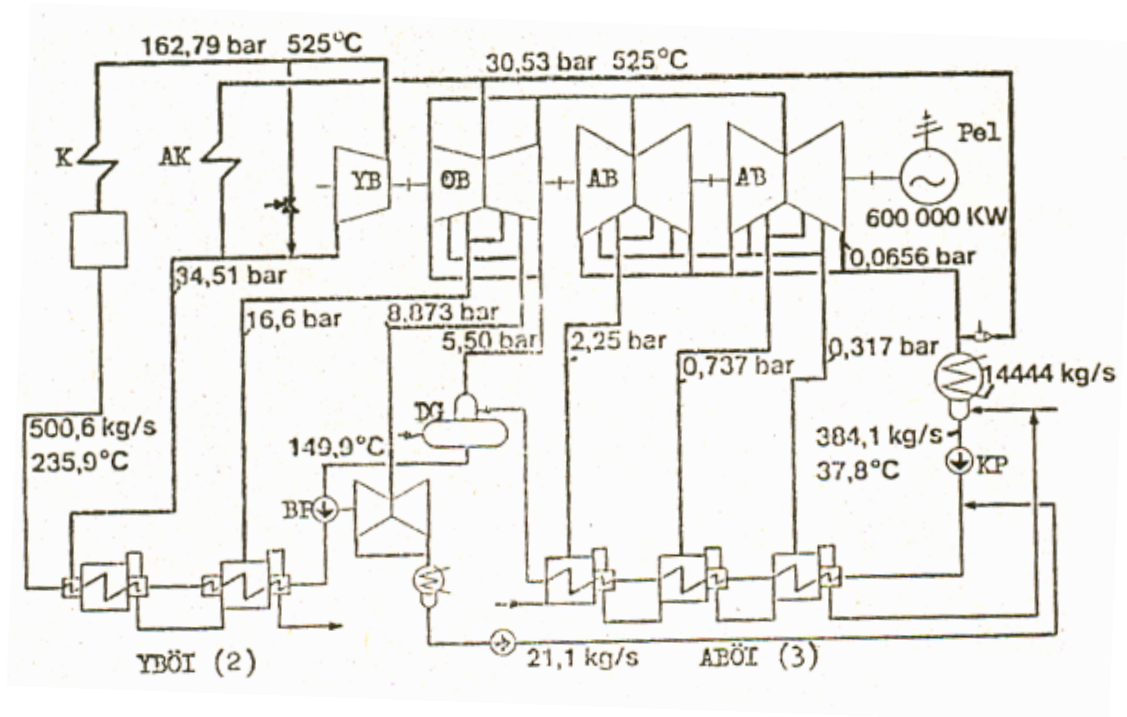 162,79 bar 525°C
30,53 bar 525°C
K
AK
YB
OB
AB
AB
Pel
600 000 KW
0,0656 bar
34,51 bar
16,6 bar
8,873 bar
5,50 bar
2,25 bar
0,737 bar
0,317 bar
14444 kg/s
500,6 kg/s
235,9°C
DG
149,9°C
384,1 kg/s
37,8°C
KP
BP
21,1 kg/s
YBÖI (2)
ABÖI (3)